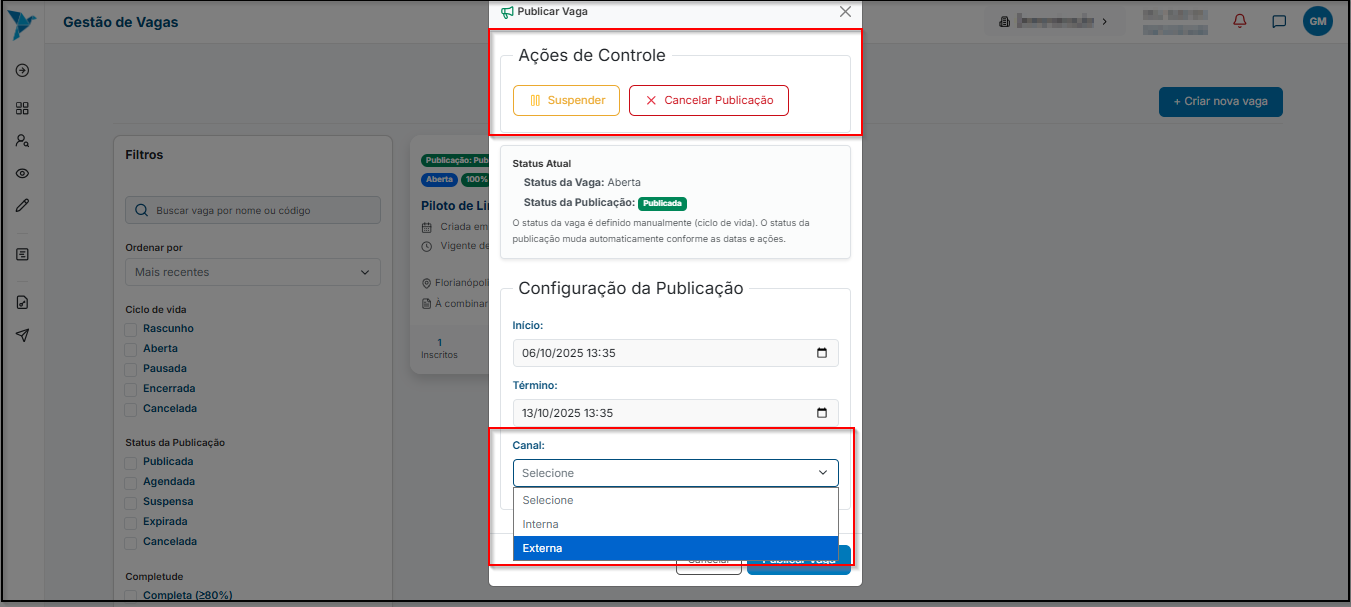 Gestão de Vagas
GM
+ Criar nova vaga
Filtros
Buscar vaga por nome ou código
Ordenar por
Mais recentes
Ciclo de vida
Rascunho
Aberta
Pausada
Encerrada
Cancelada
Status da Publicação
Publicada
Agendada
Suspensa
Expirada
Cancelada
Completude
Completa (≥80%)
Publicação: Pub
Aberta 100%
Piloto de Li
Criada em
Vigente de
Florianópoli
À combinar
1
Inscritos
Publicar Vaga
Ações de Controle
Suspender
Cancelar Publicação
Status Atual
Status da Vaga: Aberta
Status da Publicação: Publicada
O status da vaga é definido manualmente (ciclo de vida). O status da
publicação muda automaticamente conforme as datas e ações.
Configuração da Publicação
Início:
06/10/2025 13:35
Término:
13/10/2025 13:35
Canal:
Selecione
Selecione
Interna
Externa
Cancelar
Publicar Vaga